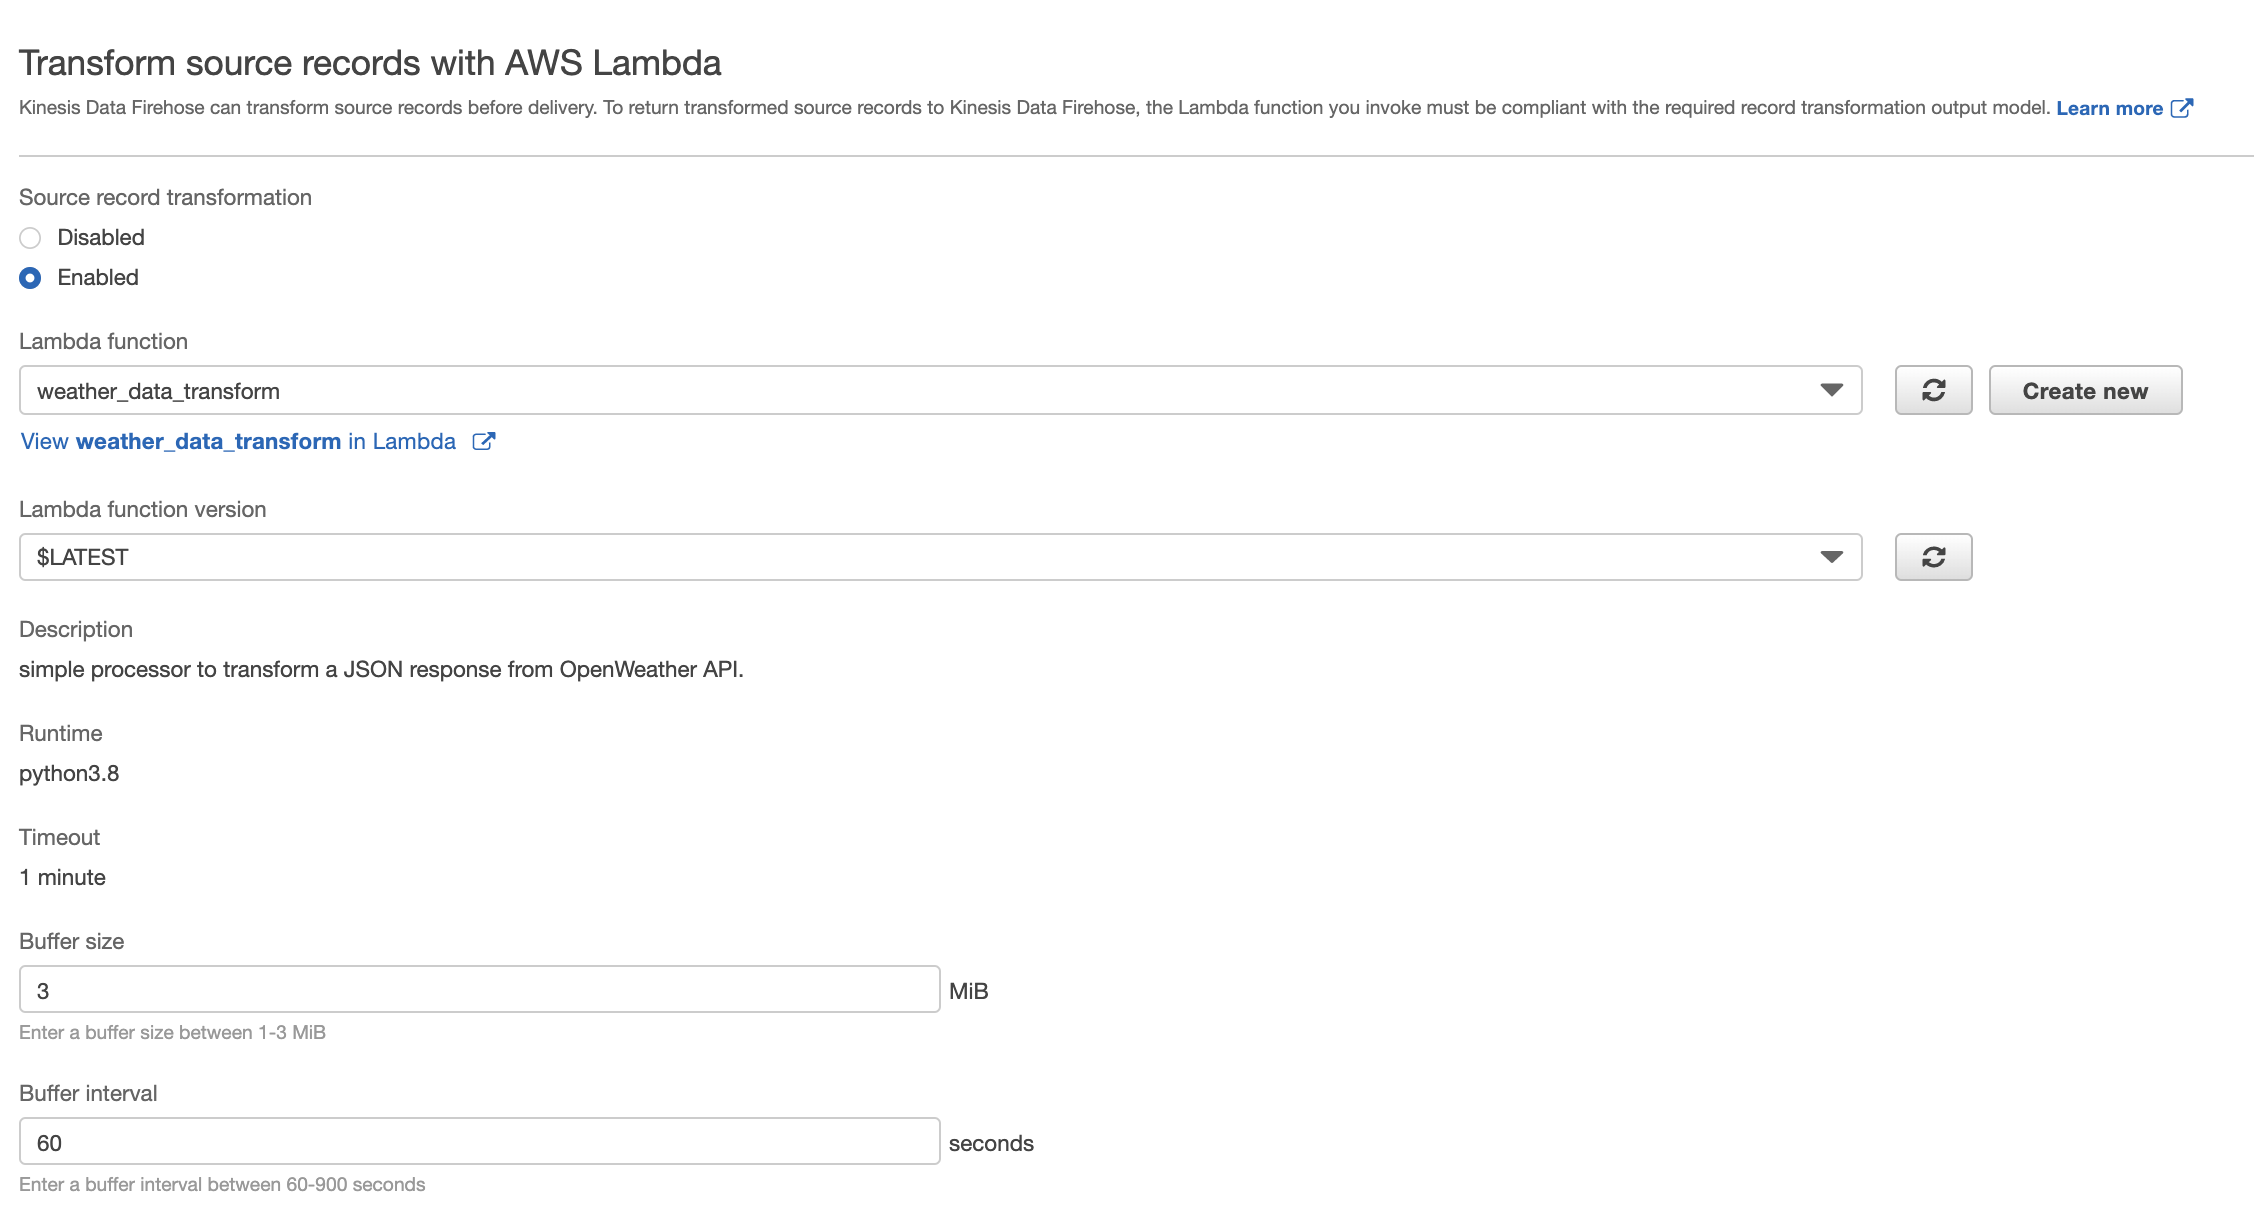 Transform source records with AWS Lambda
Kinesis Data Firehose can transform source records before delivery. To return transformed source records to Kinesis Data Firehose, the Lambda function you invoke must be compliant with the required record transformation output model. Learn more
Source record transformation
Disabled
Enabled
Lambda function
weather_data_transform
Create new
View weather_data_transform in Lambda
Lambda function version
$LATEST
Description
simple processor to transform a JSON response from OpenWeather API.
Runtime
python3.8
Timeout
1 minute
Buffer size
3 MiB
Enter a buffer size between 1-3 MiB
Buffer interval
60 seconds
Enter a buffer interval between 60-900 seconds